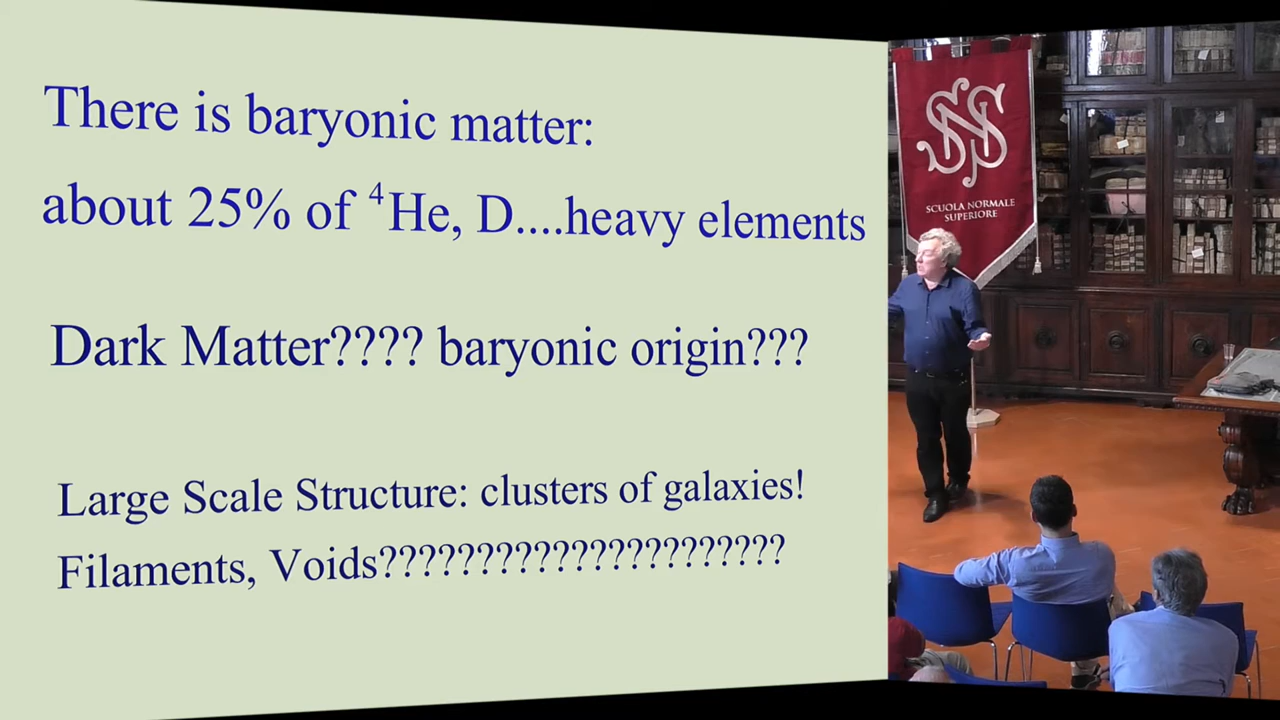 There is baryonic matter:
about 25% of ⁴He, D....heavy elements
Dark Matter???? baryonic origin???
Large Scale Structure: clusters of galaxies!
Filaments, Voids??????????????????????
SNS
SCUOLA NORMALE
SUPERIORE